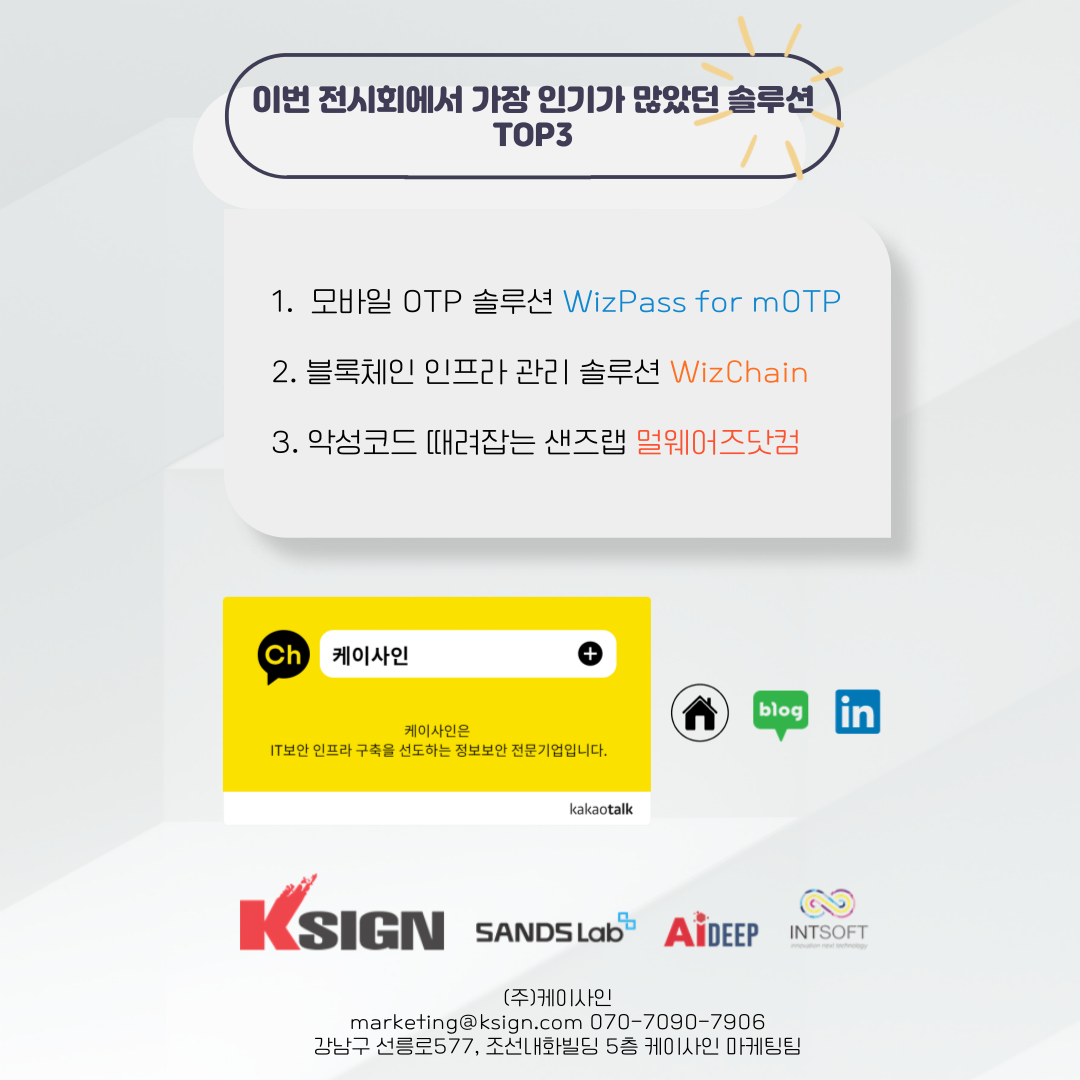 이번 전시회에서 가장 인기가 많았던 솔루션
TOP3
1. 모바일 OTP 솔루션 WizPass for mOTP
2. 블록체인 인프라 관리 솔루션 WizChain
3. 악성코드 때려잡는 샌즈랩 멀웨어즈닷컴
Ch 케이사인
케이사인은
IT보안 인프라 구축을 선도하는 정보보안 전문기업입니다.
kakaotalk
blog
in
KSIGN
SANDS Lab
AiDEEP
INTSOFT
innovation next technology
(주)케이사인
marketing@ksign.com 070-7090-7906
강남구 선릉로577, 조선내화빌딩 5층 케이사인 마케팅팀